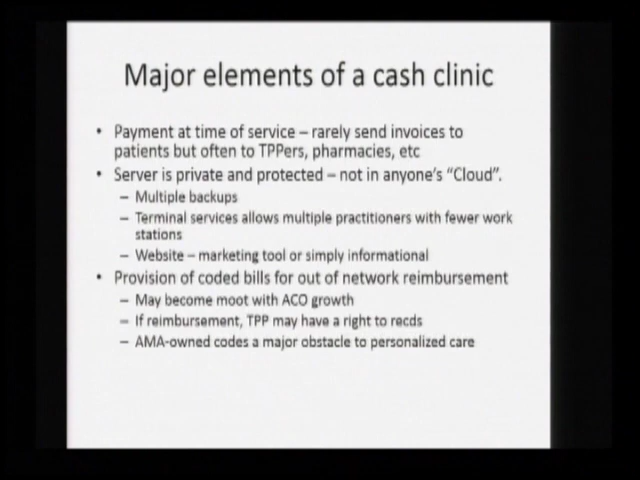 Major elements of a cash clinic
• Payment at time of service – rarely send invoices to
patients but often to TPPers, pharmacies, etc
• Server is private and protected – not in anyone's "Cloud".
– Multiple backups
– Terminal services allows multiple practitioners with fewer work
stations
– Website – marketing tool or simply informational
• Provision of coded bills for out of network reimbursement
– May become moot with ACO growth
– If reimbursement, TPP may have a right to recds
– AMA-owned codes a major obstacle to personalized care